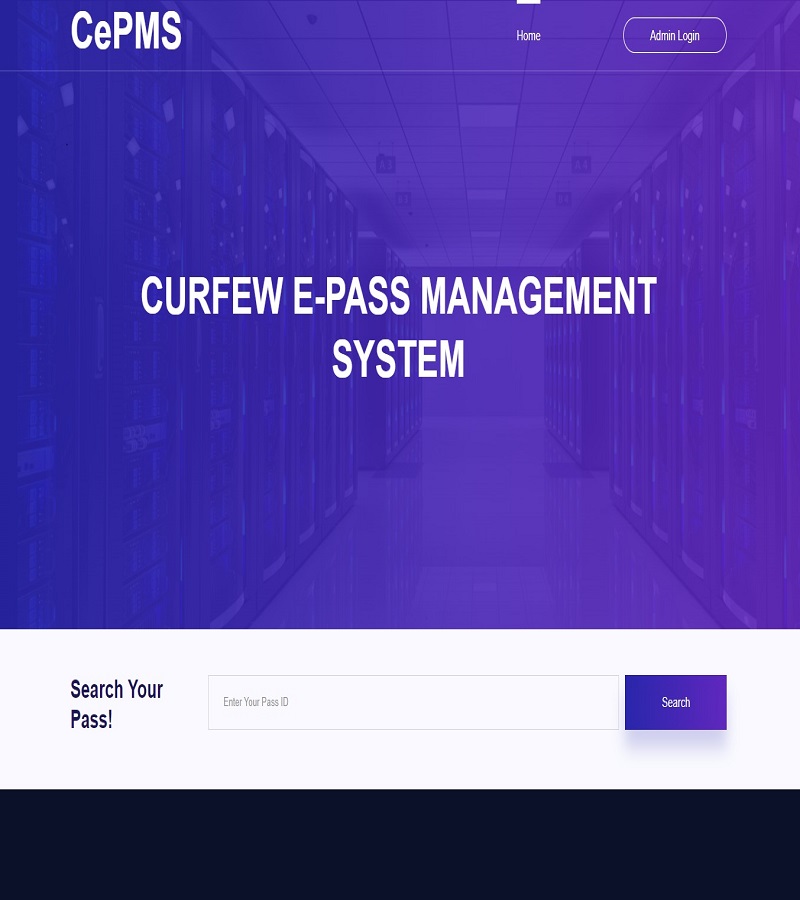 CePMS
Home
Admin Login
CURFEW E-PASS MANAGEMENT
SYSTEM
Search Your
Pass!
Enter Your Pass ID
Search